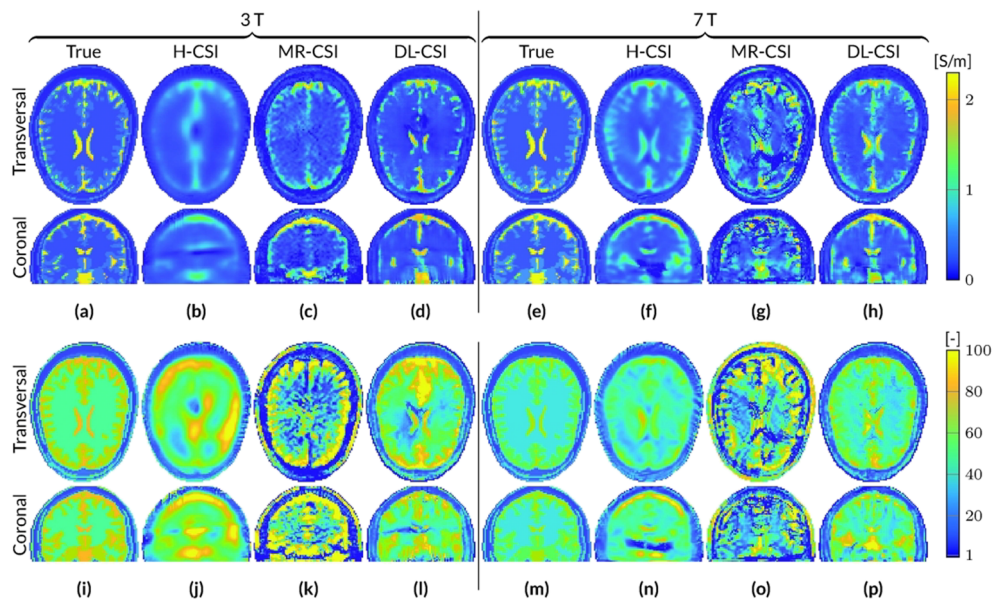 3 T 7 T
True H-CSI MR-CSI DL-CSI True H-CSI MR-CSI DL-CSI [S/m]
Transversal
2
1
Coronal
0
(a) (b) (c) (d) (e) (f) (g) (h)
[-]
Transversal
100
80
60
40
Coronal
20
1
(i) (j) (k) (l) (m) (n) (o) (p)